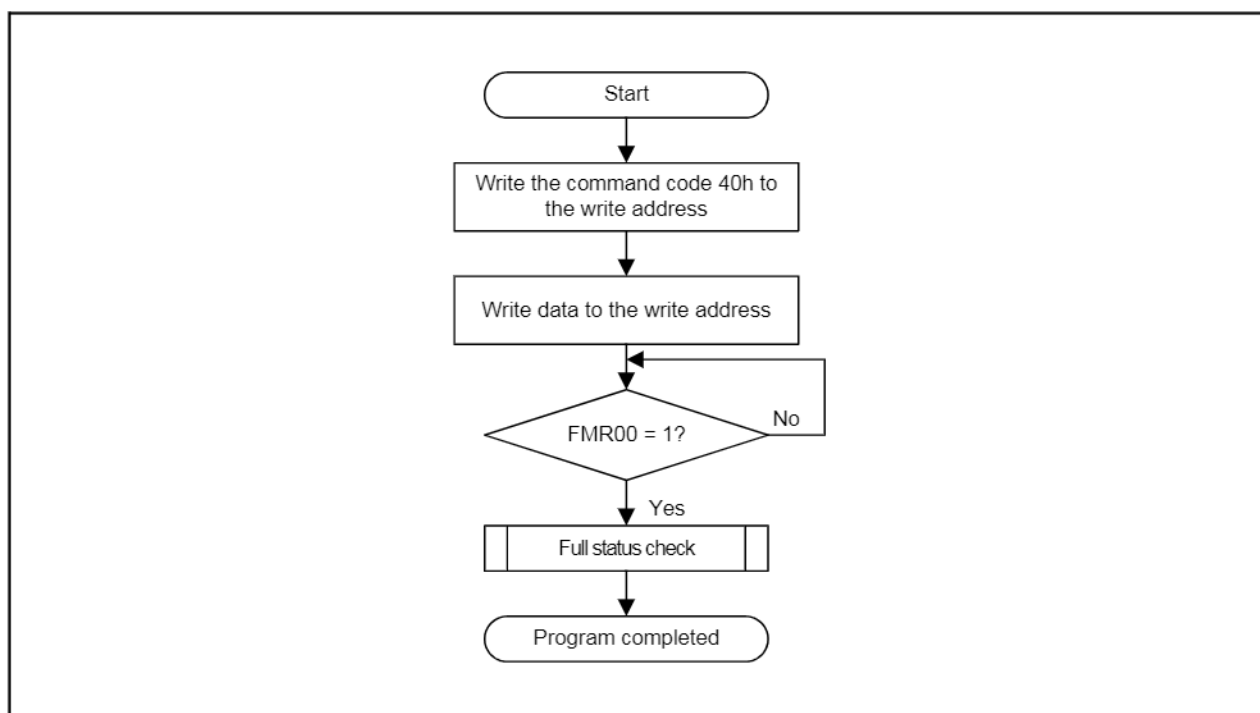 Start
Write the command code 40h to
the write address
Write data to the write address
FMR00 = 1?
No
Yes
Full status check
Program completed